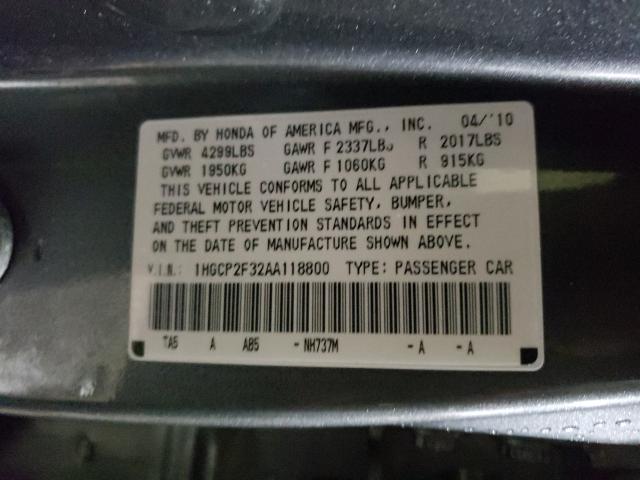 MFD. BY HONDA OF AMERICA MFG., INC. 04/'10
GVWR 4299LBS GAWR F 2337LBS R 2017LBS
GVWR 1950KG GAWR F 1060KG R 915KG
THIS VEHICLE CONFORMS TO ALL APPLICABLE
FEDERAL MOTOR VEHICLE SAFETY, BUMPER,
AND THEFT PREVENTION STANDARDS IN EFFECT
ON THE DATE OF MANUFACTURE SHOWN ABOVE.
V.I.N.: 1HGCP2F32AA118800 TYPE: PASSENGER CAR
TA5 A AB5 - NH737M - A - A